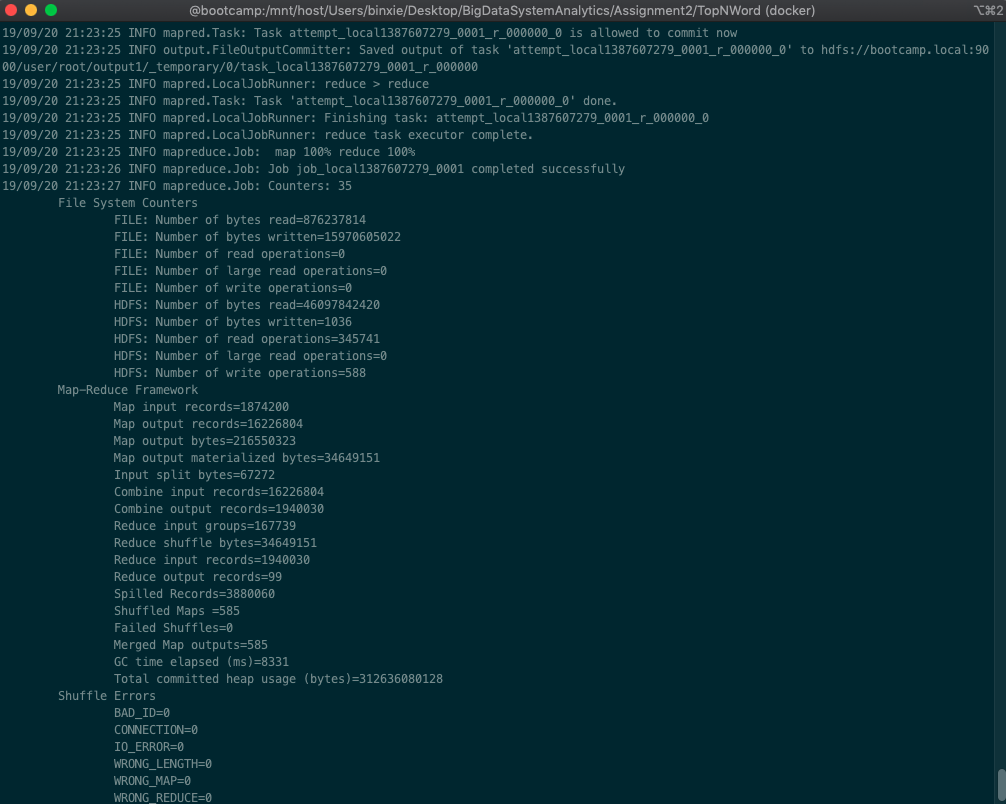 @bootcamp:/mnt/host/Users/binxie/Desktop/BigDataSystemAnalytics/Assignment2/TopNWord (docker)
⌥⌘2
19/09/20 21:23:25 INFO mapred.Task: Task attempt_local1387607279_0001_r_000000_0 is allowed to commit now
19/09/20 21:23:25 INFO output.FileOutputCommitter: Saved output of task 'attempt_local1387607279_0001_r_000000_0' to hdfs://bootcamp.local:90
00/user/root/output1/_temporary/0/task_local1387607279_0001_r_000000
19/09/20 21:23:25 INFO mapred.LocalJobRunner: reduce > reduce
19/09/20 21:23:25 INFO mapred.Task: Task 'attempt_local1387607279_0001_r_000000_0' done.
19/09/20 21:23:25 INFO mapred.LocalJobRunner: Finishing task: attempt_local1387607279_0001_r_000000_0
19/09/20 21:23:25 INFO mapred.LocalJobRunner: reduce task executor complete.
19/09/20 21:23:25 INFO mapreduce.Job:  map 100% reduce 100%
19/09/20 21:23:26 INFO mapreduce.Job: Job job_local1387607279_0001 completed successfully
19/09/20 21:23:27 INFO mapreduce.Job: Counters: 35
File System Counters
FILE: Number of bytes read=876237814
FILE: Number of bytes written=15970605022
FILE: Number of read operations=0
FILE: Number of large read operations=0
FILE: Number of write operations=0
HDFS: Number of bytes read=46097842420
HDFS: Number of bytes written=1036
HDFS: Number of read operations=345741
HDFS: Number of large read operations=0
HDFS: Number of write operations=588
Map-Reduce Framework
Map input records=1874200
Map output records=16226804
Map output bytes=216550323
Map output materialized bytes=34649151
Input split bytes=67272
Combine input records=16226804
Combine output records=1940030
Reduce input groups=167739
Reduce shuffle bytes=34649151
Reduce input records=1940030
Reduce output records=99
Spilled Records=3880060
Shuffled Maps =585
Failed Shuffles=0
Merged Map outputs=585
GC time elapsed (ms)=8331
Total committed heap usage (bytes)=312636080128
Shuffle Errors
BAD_ID=0
CONNECTION=0
IO_ERROR=0
WRONG_LENGTH=0
WRONG_MAP=0
WRONG_REDUCE=0